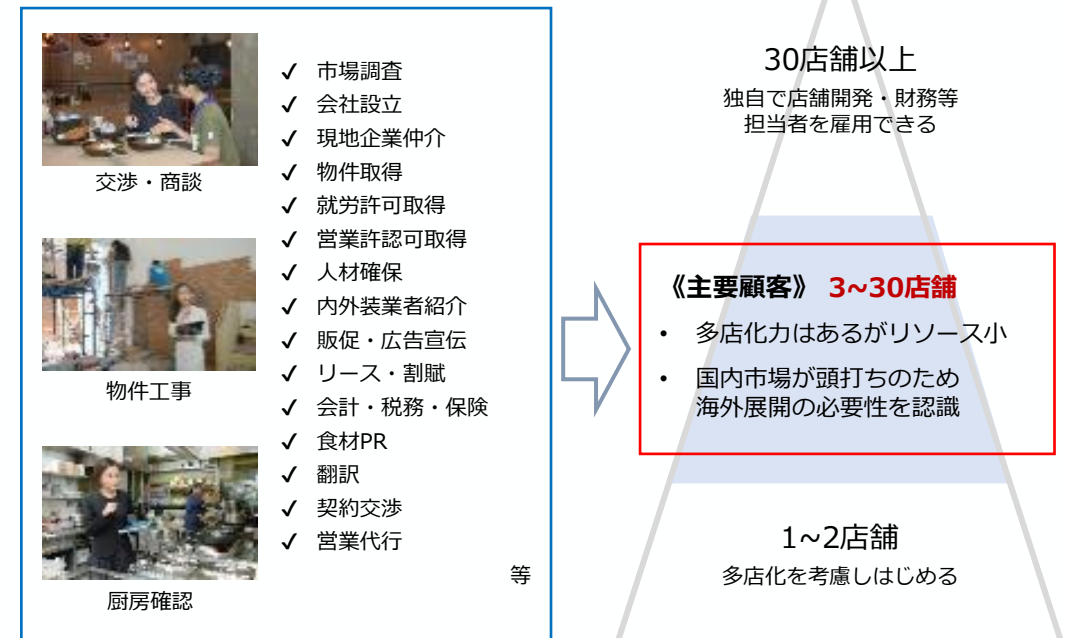 交渉・商談
物件工事
厨房確認
✓ 市場調査
✓ 会社設立
✓ 現地企業仲介
✓ 物件取得
✓ 就労許可取得
✓ 営業許認可取得
✓ 人材確保
✓ 内外装業者紹介
✓ 販促・広告宣伝
✓ リース・割賦
✓ 会計・税務・保険
✓ 食材PR
✓ 翻訳
✓ 契約交渉
✓ 営業代行
等
30店舗以上
独自で店舗開発・財務等
担当者を雇用できる
《主要顧客》 3~30店舗
• 多店化力はあるがリソース小
• 国内市場が頭打ちのため
海外展開の必要性を認識
1~2店舗
多店化を考慮しはじめる